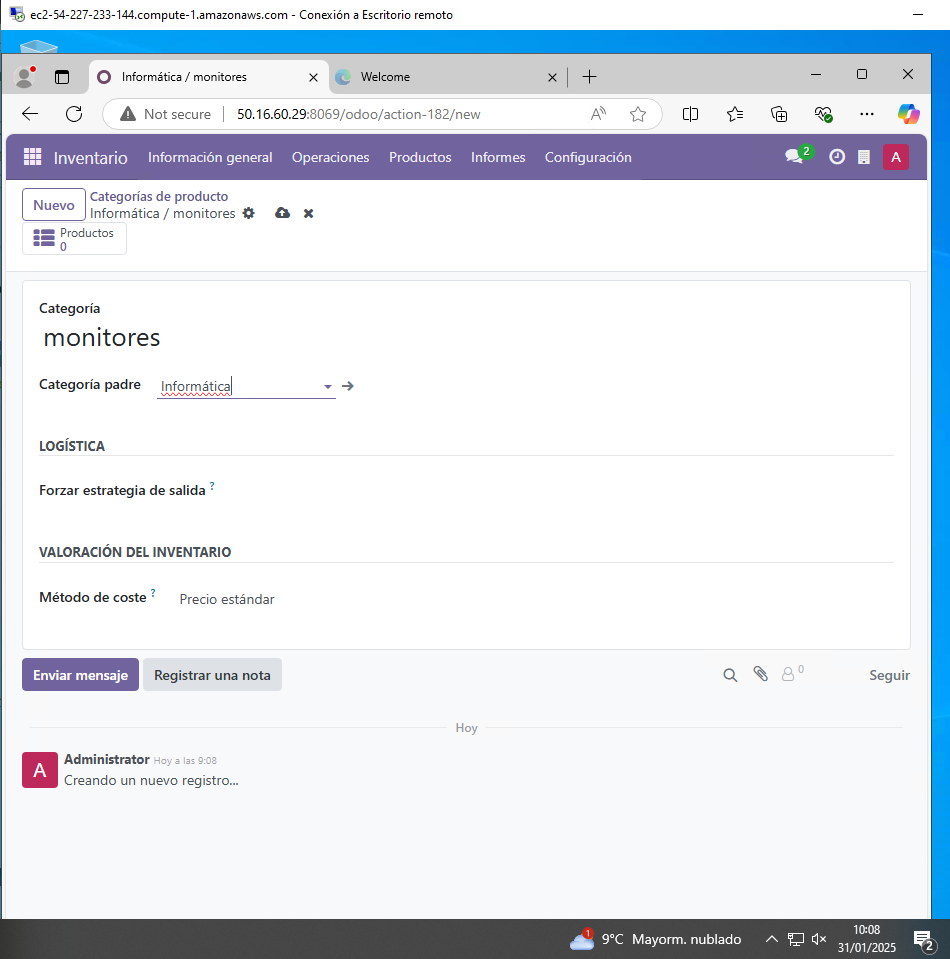 ec2-54-227-233-144.compute-1.amazonaws.com - Conexión a Escritorio remoto
Informática / monitores
Welcome
Not secure
50.16.60.29:8069/odoo/action-182/new
Inventario
Información general
Operaciones
Productos
Informes
Configuración
2
A
Nuevo
Categorías de producto
Informática / monitores
Productos
0
Categoría
monitores
Categoría padre
Informática
LOGÍSTICA
Forzar estrategia de salida ?
VALORACIÓN DEL INVENTARIO
Método de coste ?
Precio estándar
Enviar mensaje
Registrar una nota
0
Seguir
Hoy
A
Administrator Hoy a las 9:08
Creando un nuevo registro...
1
9°C Mayorm. nublado
10:08
31/01/2025
2